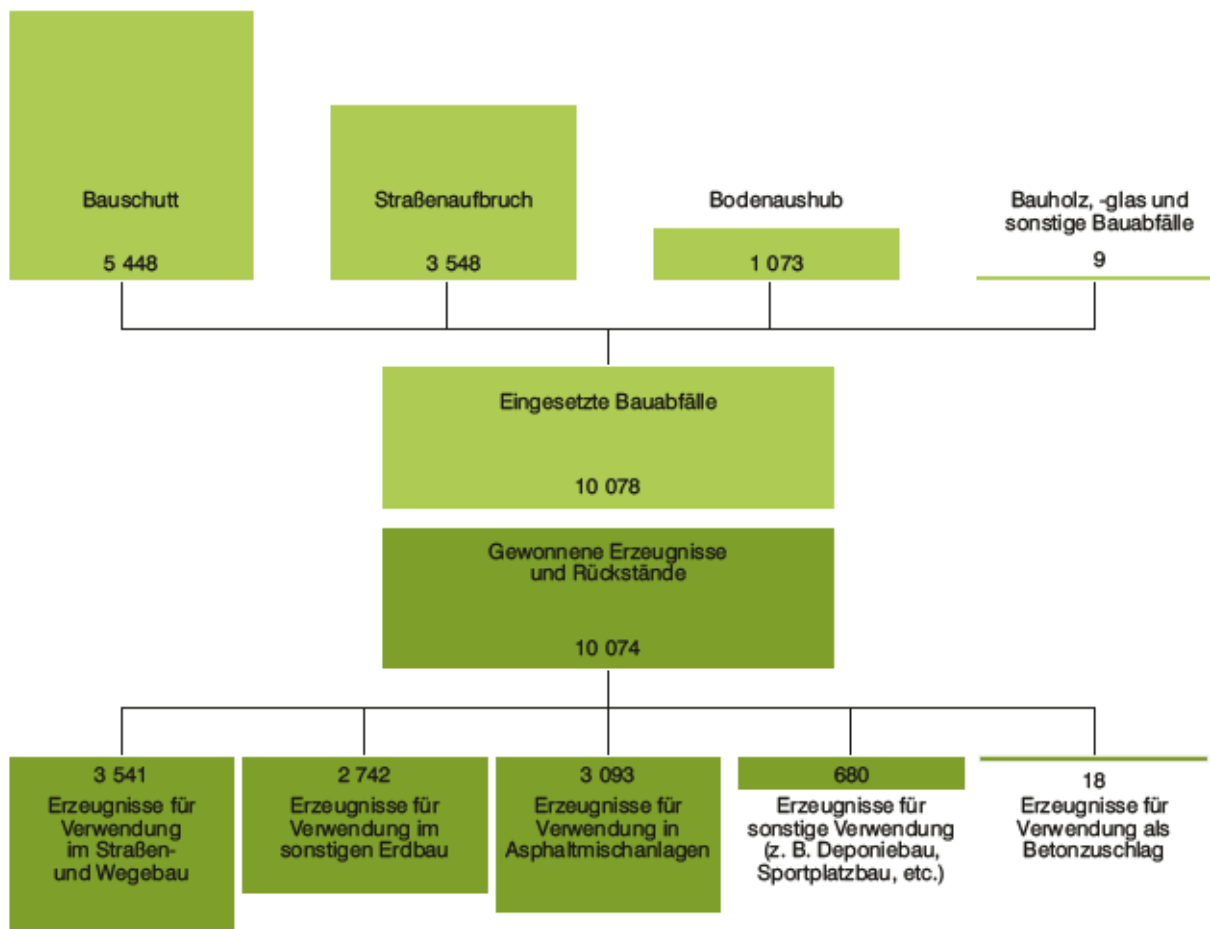 Bauschutt
5 448
Straßenaufbruch
3 548
Bodenaushub
1 073
Bauholz, -glas und
sonstige Bauabfälle
9
Eingesetzte Bauabfälle
10 078
Gewonnene Erzeugnisse
und Rückstände
10 074
3 541
Erzeugnisse für
Verwendung
im Straßen-
und Wegebau
2 742
Erzeugnisse für
Verwendung im
sonstigen Erdbau
3 093
Erzeugnisse für
Verwendung in
Asphaltmischanlagen
680
Erzeugnisse für
sonstige Verwendung
(z. B. Deponiebau,
Sportplatzbau, etc.)
18
Erzeugnisse für
Verwendung als
Betonzuschlag